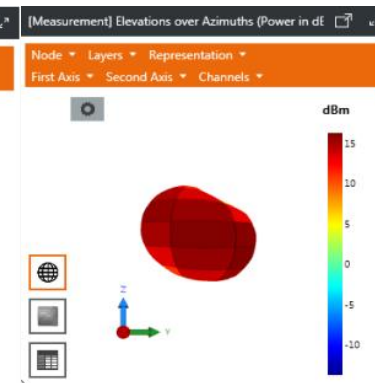 [Measurement] Elevations over Azimuths (Power in dB
Node Layers Representation
First Axis Second Axis Channels
dBm
15
10
5
0
-5
-10
Z
Y